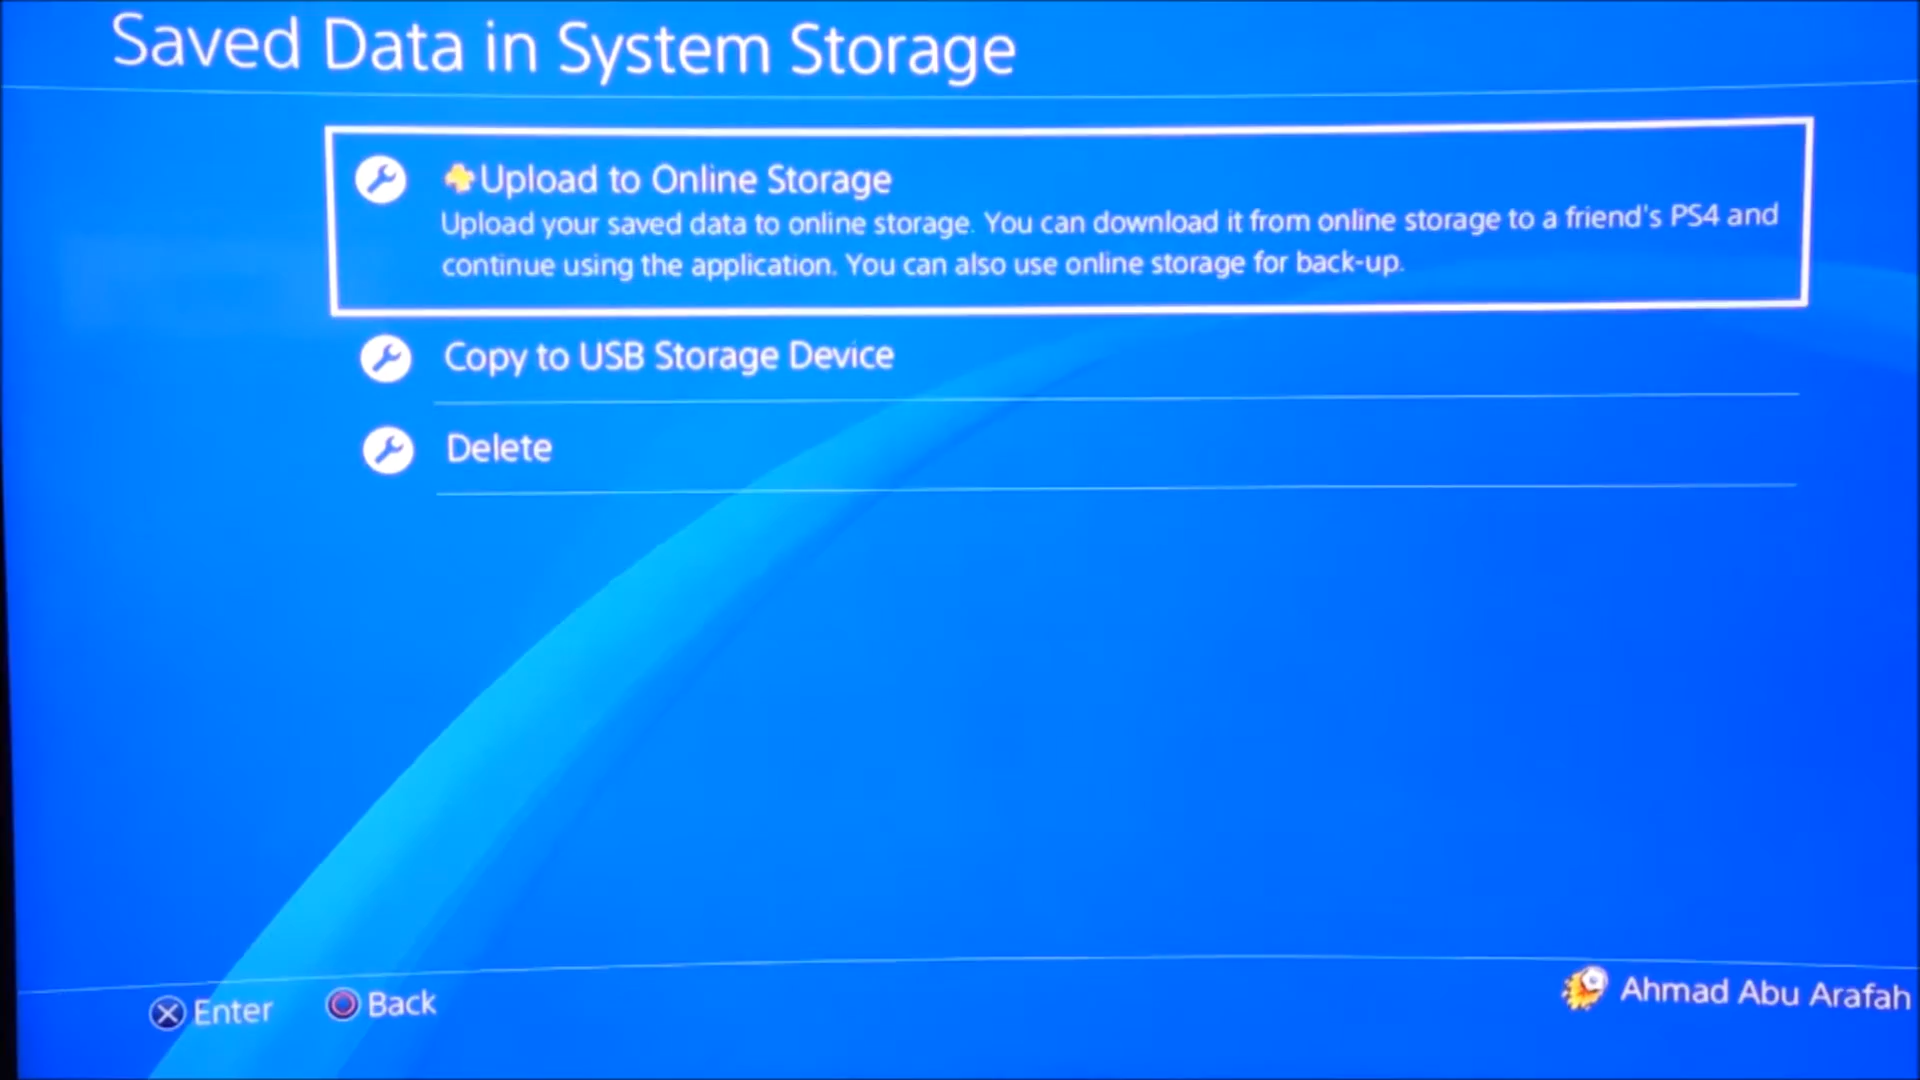 Saved Data in System Storage
Upload to Online Storage
Upload your saved data to online storage. You can download it from online storage to a friend's PS4 and
continue using the application. You can also use online storage for back-up.
Copy to USB Storage Device
Delete
Enter
Back
Ahmad Abu Arafah